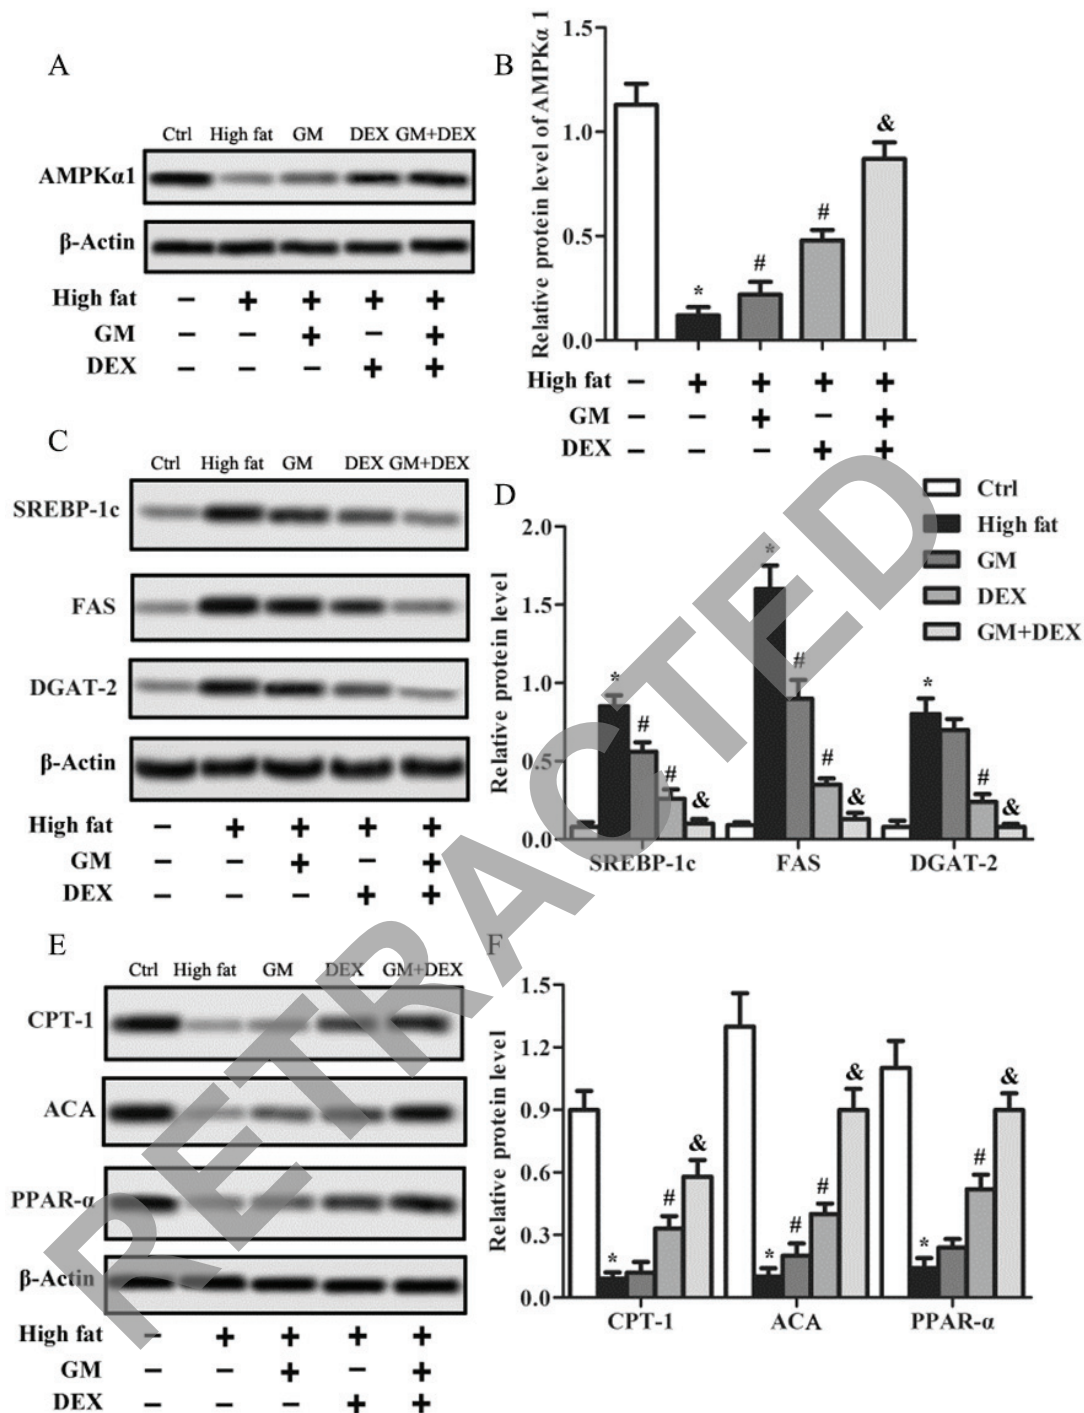 A
Ctrl High fat GM DEX GM+DEX
AMPKα1
β-Actin
High fat − + + + +
GM − − + − +
DEX − − − + +
B
Relative protein level of AMPKα 1
1.5
1.0
0.5
0.0
* # # &
High fat − + + + +
GM − − + − +
DEX − − − + +
C
Ctrl High fat GM DEX GM+DEX
SREBP-1c
FAS
DGAT-2
β-Actin
High fat − + + + +
GM − − + − +
DEX − − − + +
D
Relative protein level
2.0
1.5
1.0
0.5
0.0
* # # & * # # & * # &
SREBP-1c FAS DGAT-2
Ctrl
High fat
GM
DEX
GM+DEX
E
Ctrl High fat GM DEX GM+DEX
CPT-1
ACA
PPAR-α
β-Actin
High fat − + + + +
GM − − + − +
DEX − − − + +
F
Relative protein level
1.5
1.2
0.9
0.6
0.3
0.0
* # & * # # & * # &
CPT-1 ACA PPAR-α
RETRACTED